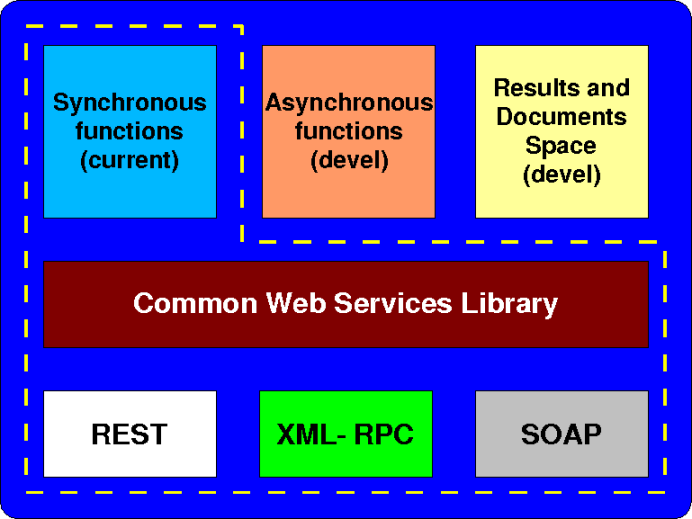 Synchronous
functions
(current)
Asynchronous
functions
(devel)
Results and
Documents
Space
(devel)
Common Web Services Library
REST
XML- RPC
SOAP